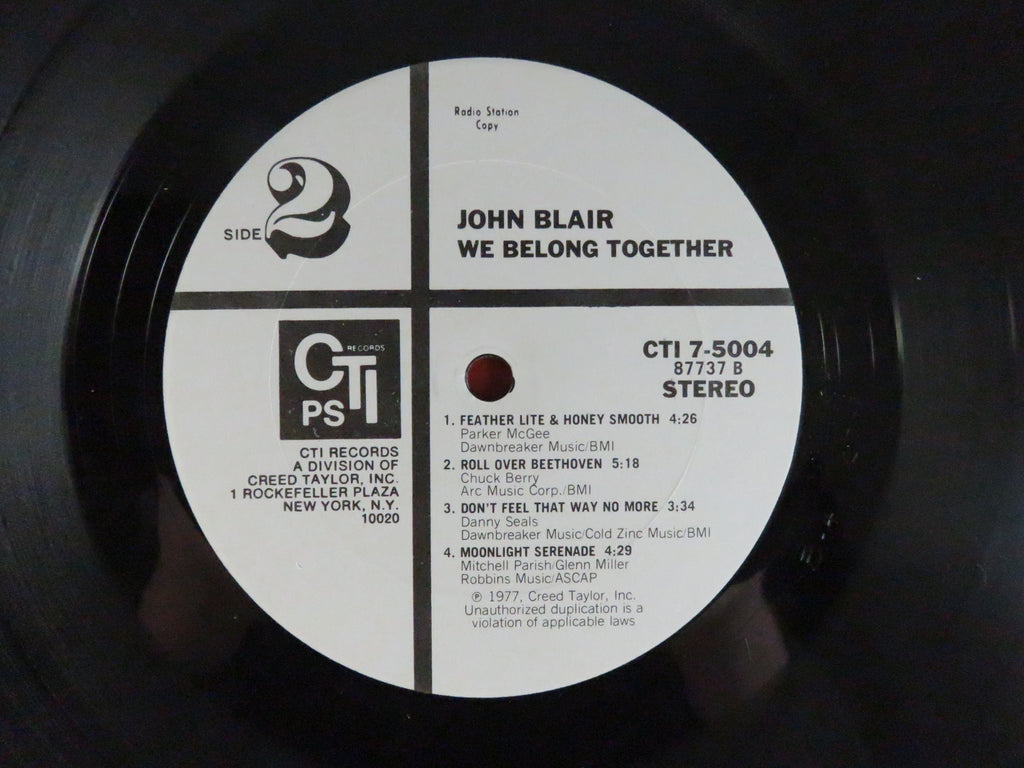 Radio Station
Copy
SIDE 2
JOHN BLAIR
WE BELONG TOGETHER
CTI RECORDS
PS
CTI RECORDS
A DIVISION OF
CREED TAYLOR, INC.
1 ROCKEFELLER PLAZA
NEW YORK, N.Y.
10020
CTI 7-5004
87737 B
STEREO
1. FEATHER LITE & HONEY SMOOTH 4:26
Parker McGee
Dawnbreaker Music/BMI
2. ROLL OVER BEETHOVEN 5:18
Chuck Berry
Arc Music Corp./BMI
3. DON'T FEEL THAT WAY NO MORE 3:34
Danny Seals
Dawnbreaker Music/Cold Zinc Music/BMI
4. MOONLIGHT SERENADE 4:29
Mitchell Parish/Glenn Miller
Robbins Music/ASCAP
℗ 1977, Creed Taylor, Inc.
Unauthorized duplication is a
violation of applicable laws